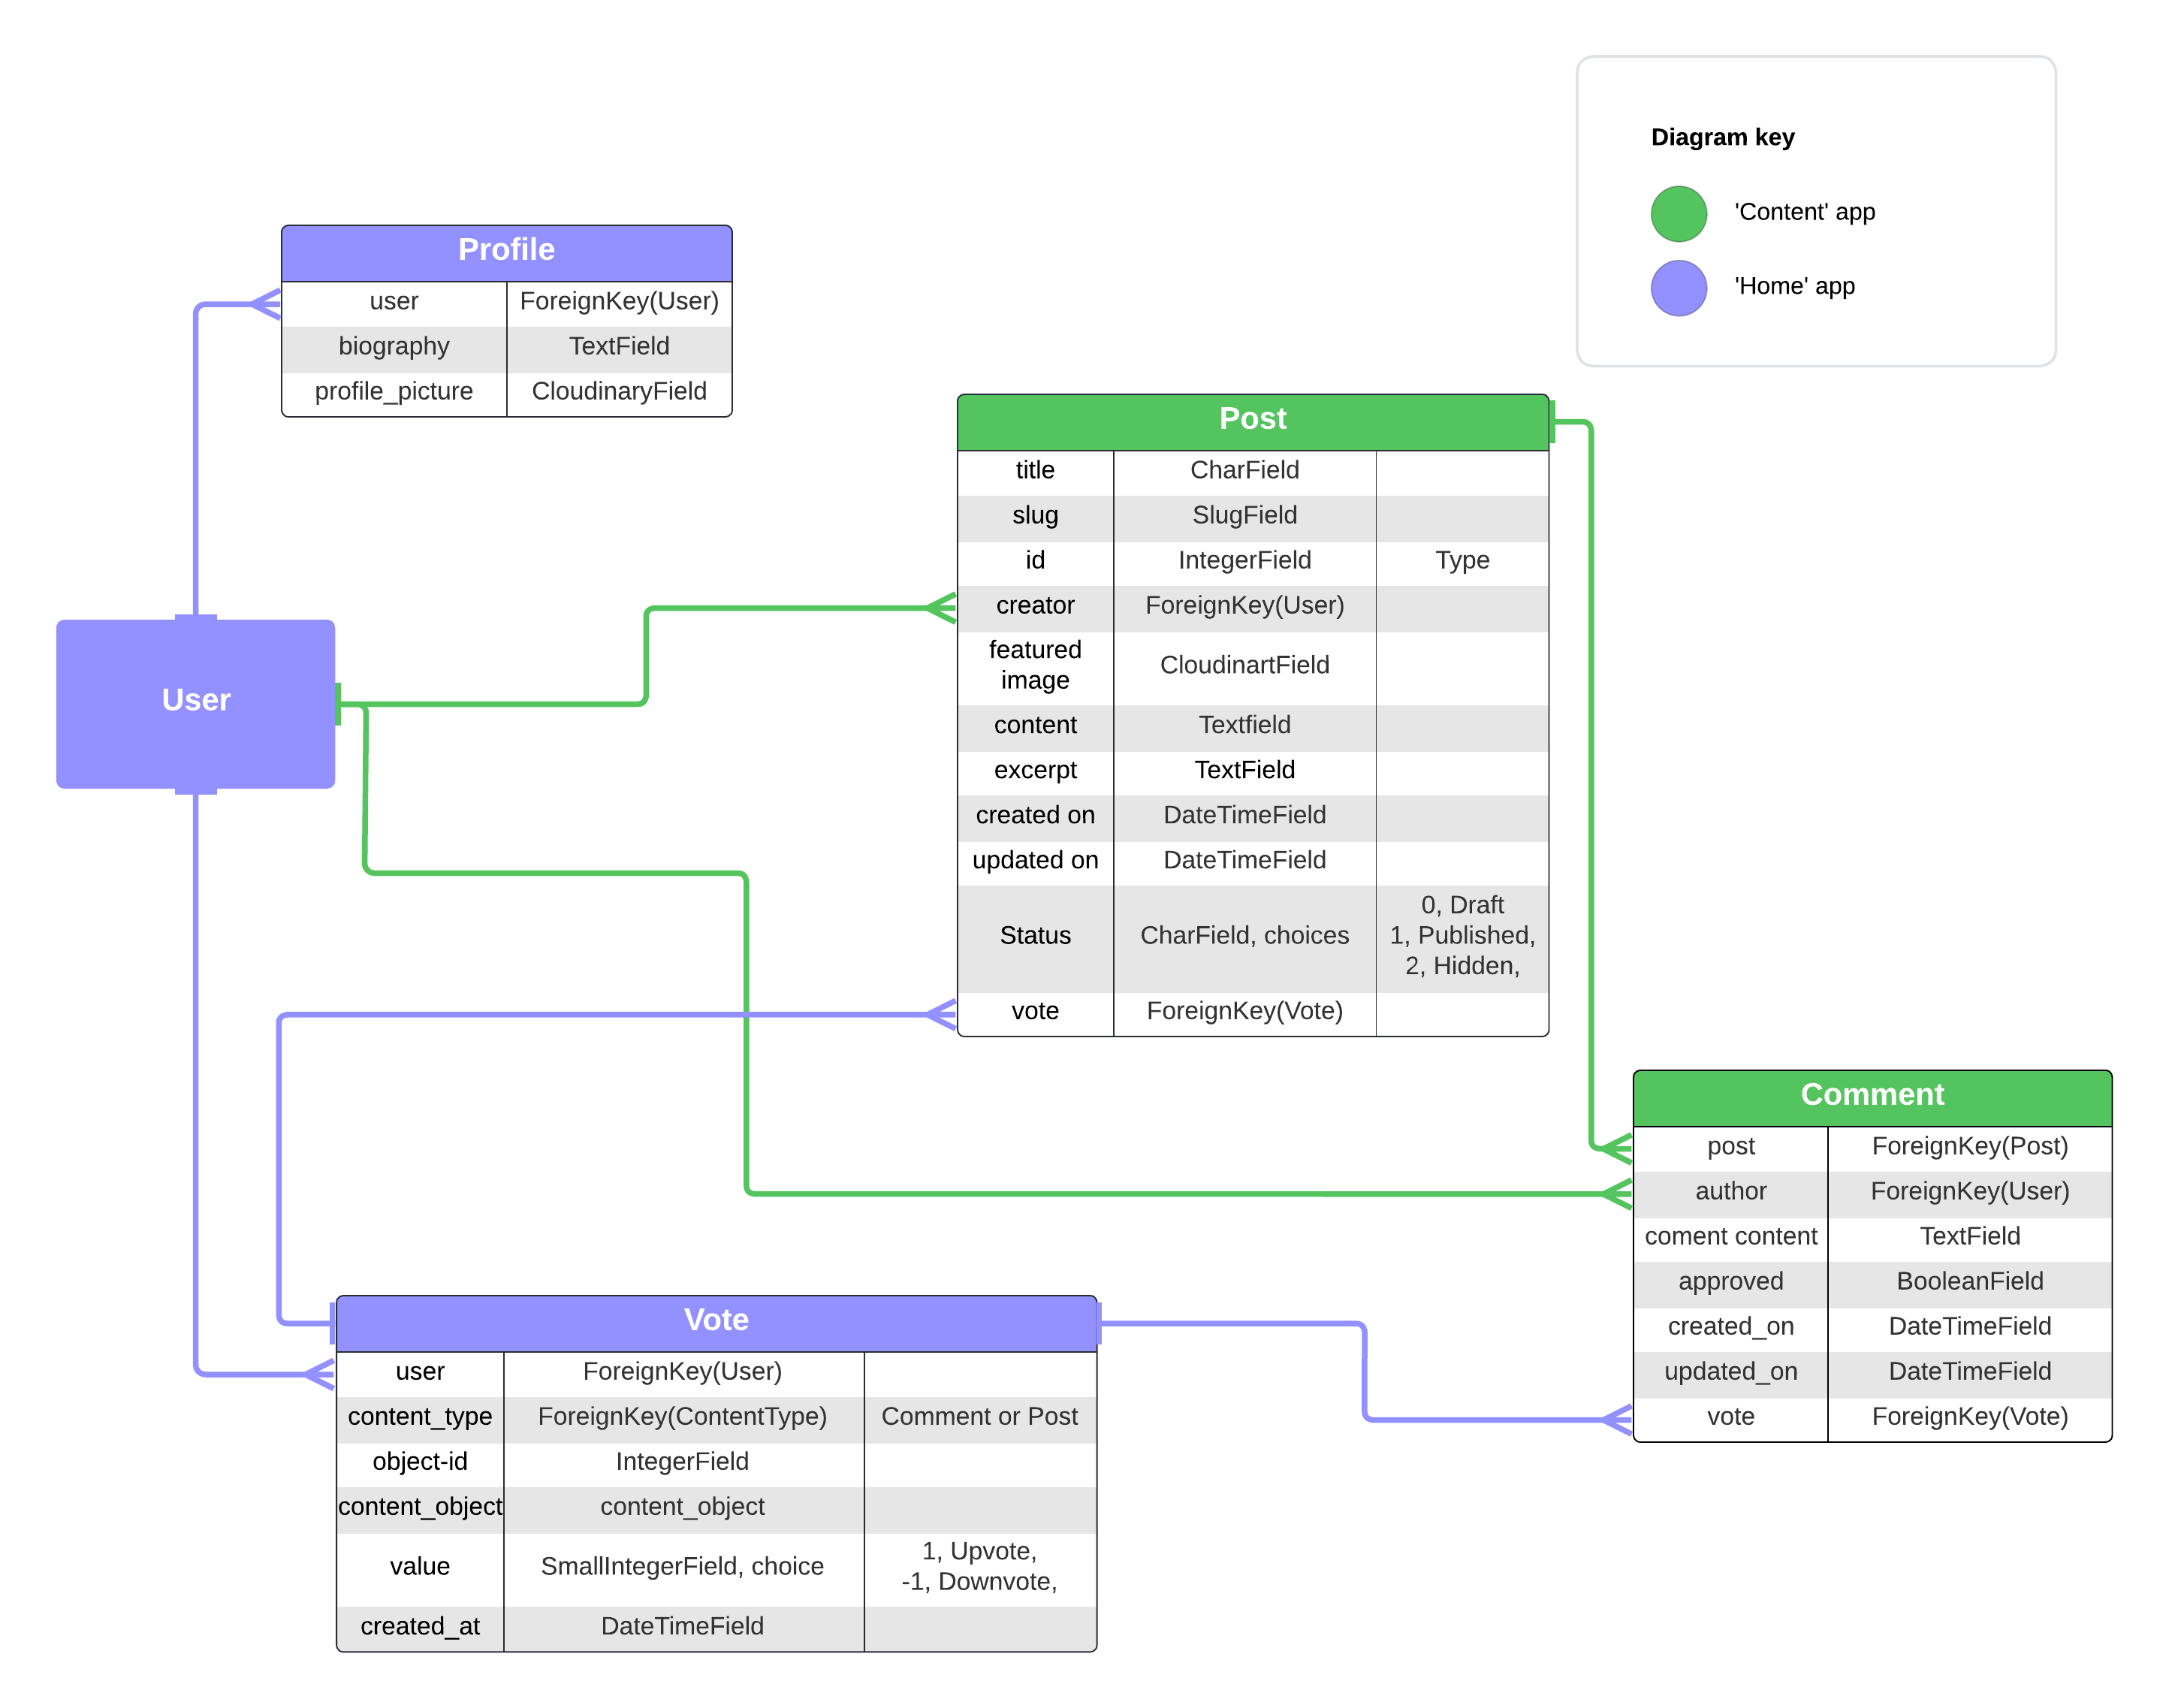 Diagram key
'Content' app
'Home' app
Profile
user ForeignKey(User)
biography TextField
profile_picture CloudinaryField
User
Post
title CharField
slug SlugField
id IntegerField Type
creator ForeignKey(User)
featured
image CloudinartField
content Textfield
excerpt TextField
created on DateTimeField
updated on DateTimeField
0, Draft
Status CharField, choices 1, Published,
2, Hidden,
vote ForeignKey(Vote)
Comment
post ForeignKey(Post)
author ForeignKey(User)
coment content TextField
approved BooleanField
created_on DateTimeField
updated_on DateTimeField
vote ForeignKey(Vote)
Vote
user ForeignKey(User)
content_type ForeignKey(ContentType) Comment or Post
object-id IntegerField
content_object content_object
value SmallIntegerField, choice 1, Upvote,
-1, Downvote,
created_at DateTimeField